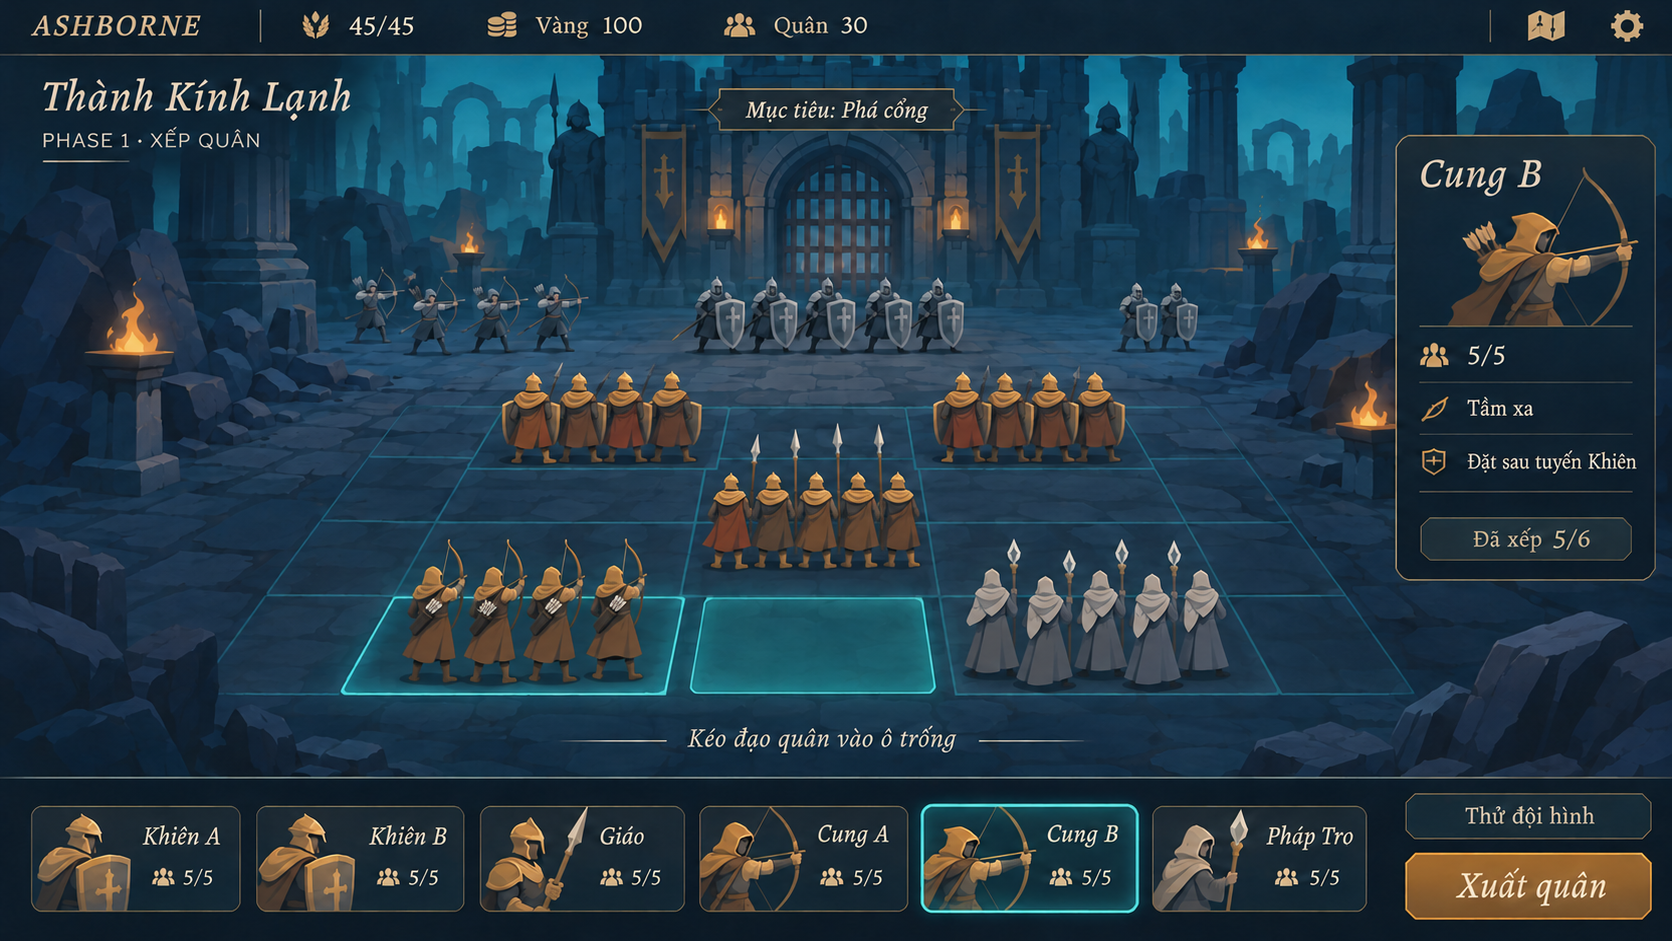 ASHBORNE
45/45
Vàng 100
Quân 30
Thành Kính Lạnh
PHASE 1 · XẾP QUÂN
Mục tiêu: Phá cổng
Cung B
5/5
Tầm xa
Đặt sau tuyến Khiên
Đã xếp 5/6
Kéo đạo quân vào ô trống
Khiên A
5/5
Khiên B
5/5
Giáo
5/5
Cung A
5/5
Cung B
5/5
Pháp Tro
5/5
Thử đội hình
Xuất quân